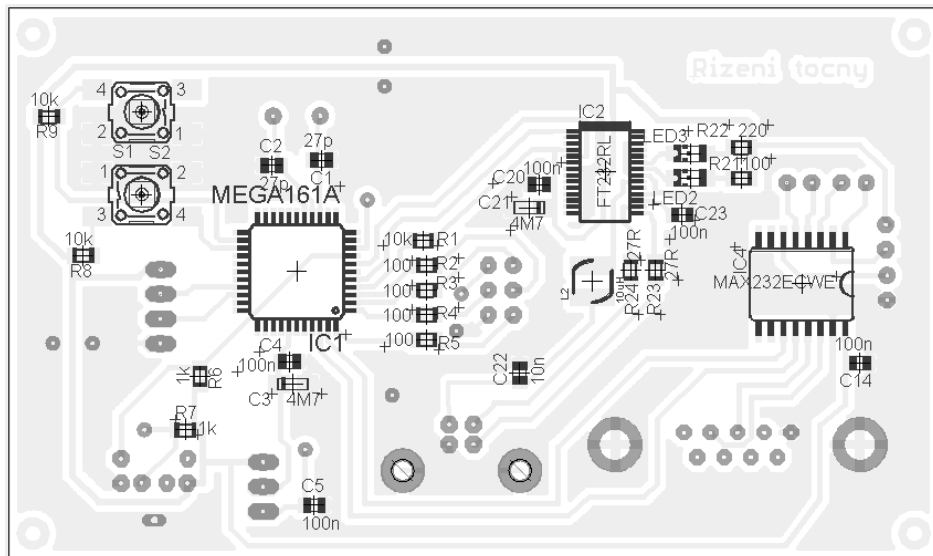 Rizeni tocny
4
3
10k
R9
2
1
S1
S2
1
2
3
4
10k
R8
C2
27p
27p
C1
MEGA161A
IC1
IC2
FT232RL
LED3
R22
220
R21
100
LED2
C20
100n
C21
4M7
C23
100n
10k
R1
100
R2
100
R3
100
R4
100
R5
L2
10uH
27R
R24
27R
R23
IC4
MAX232ECWE
100n
C14
C4
100n
C3
4M7
1k
R6
R7
1k
C22
10n
C5
100n